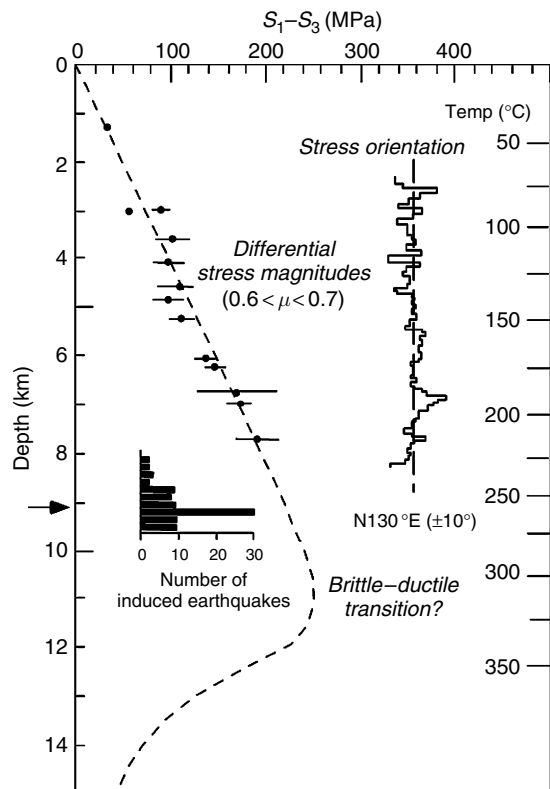 S1–S3 (MPa)
0 100 200 300 400 500
Temp (°C)
0
2
4
6
8
10
12
14
Depth (km)
50
100
150
200
250
300
350
Stress orientation
Differential
stress magnitudes
(0.6 < μ < 0.7)
N130 °E (±10°)
0 10 20 30
Number of
induced earthquakes
Brittle–ductile
transition?